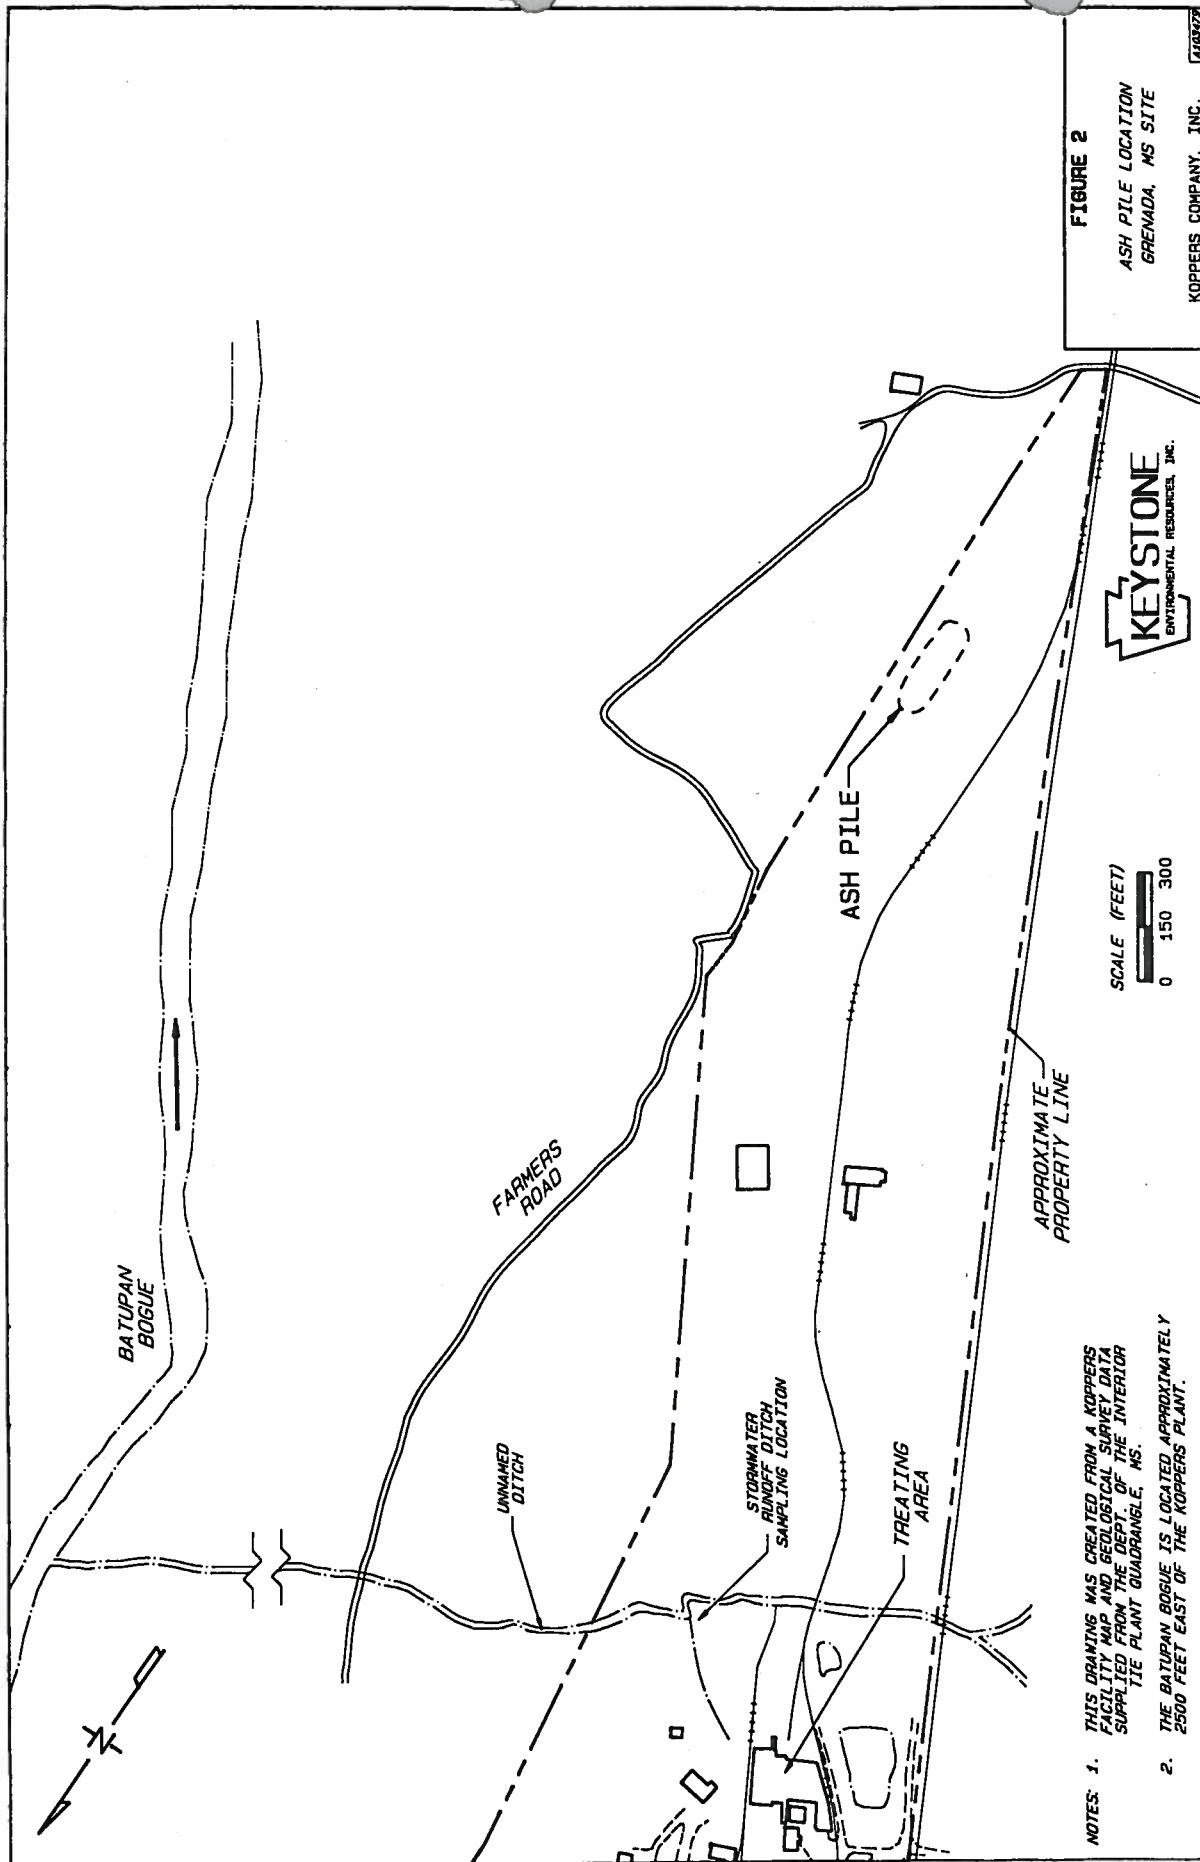 BATUPAN
BOGUE
N
FARMERS
ROAD
UNNAMED
DITCH
STORMWATER
RUNOFF DITCH
SAMPLING LOCATION
TREATING
AREA
ASH PILE
APPROXIMATE
PROPERTY LINE
SCALE (FEET)
0 150 300
NOTES: 1. THIS DRAWING WAS CREATED FROM A KOPPERS
FACILITY MAP AND GEOLOGICAL SURVEY DATA
SUPPLIED FROM THE DEPT. OF THE INTERIOR
TIE PLANT QUADRANGLE, MS.
2. THE BATUPAN BOGUE IS LOCATED APPROXIMATELY
2500 FEET EAST OF THE KOPPERS PLANT.
KEYSTONE
ENVIRONMENTAL RESOURCES, INC.
FIGURE 2
ASH PILE LOCATION
GRENADA, MS SITE
KOPPERS COMPANY, INC.